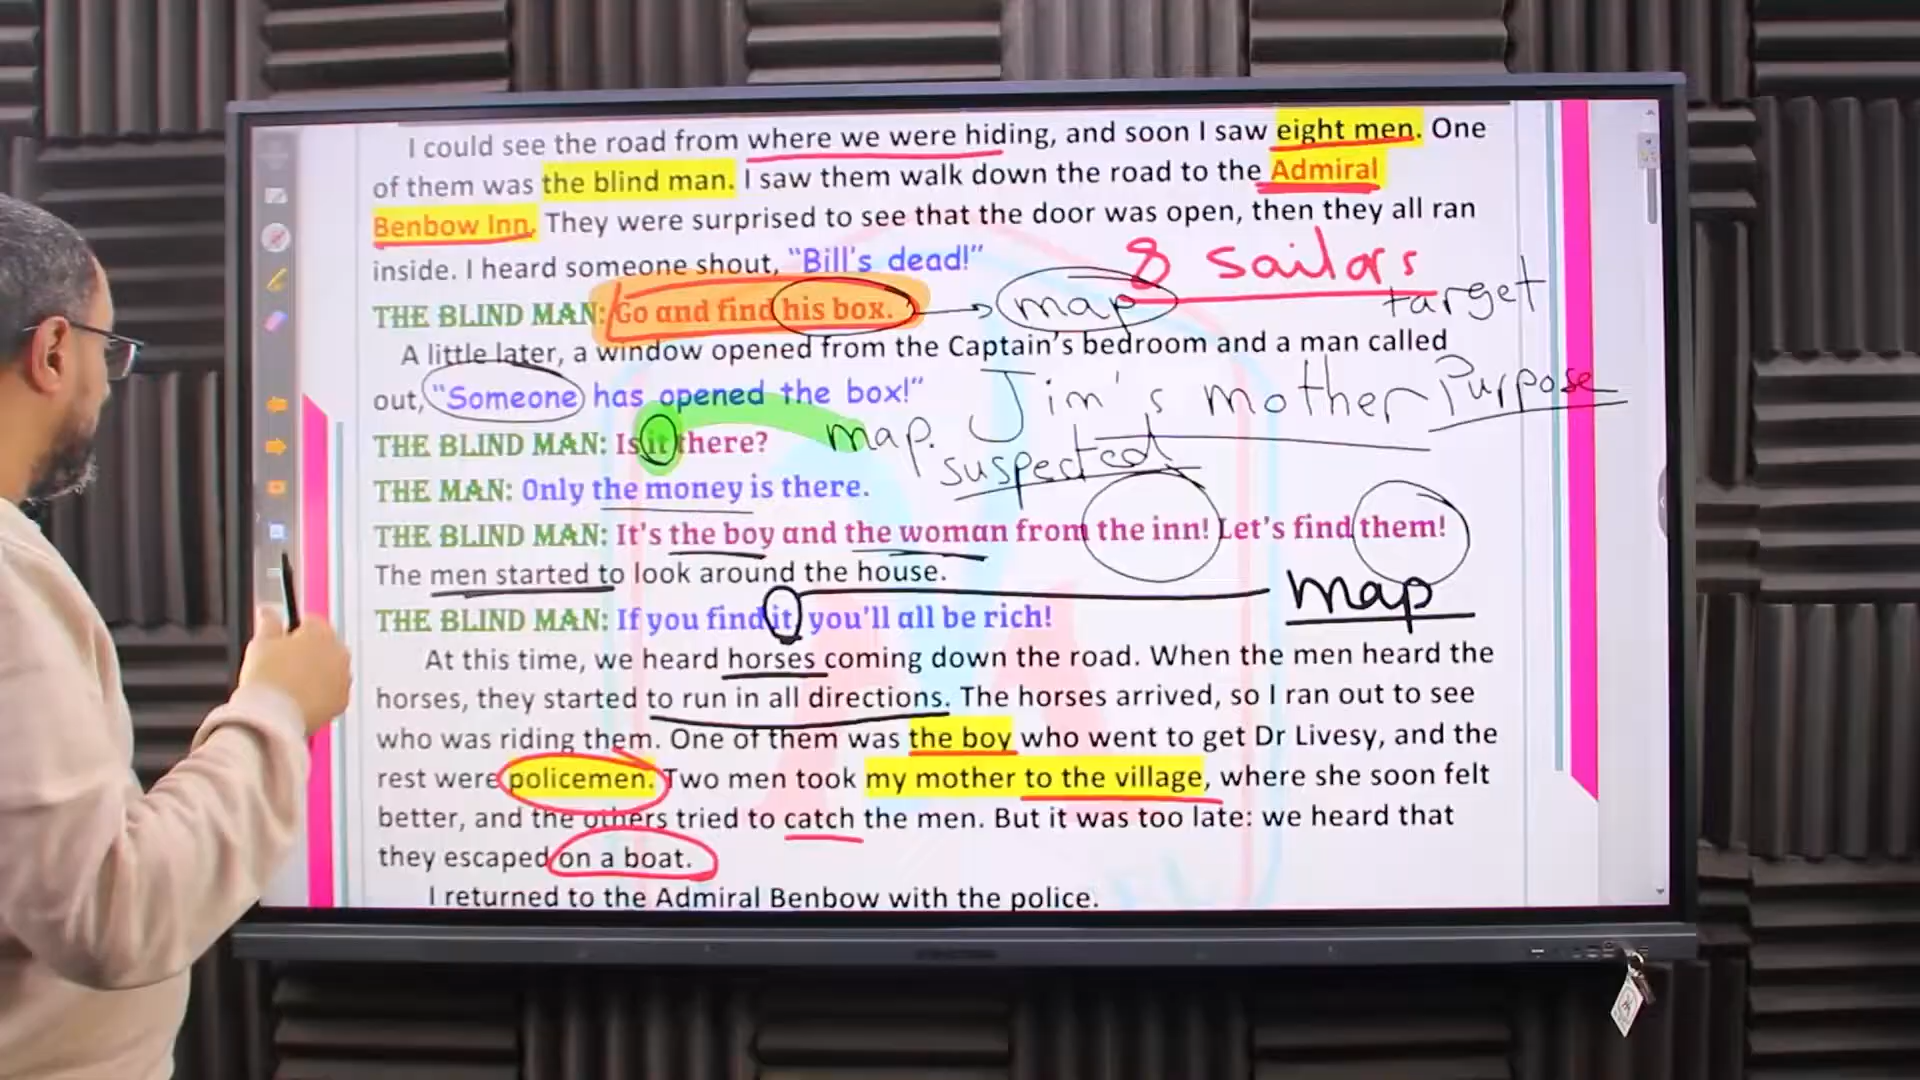 I could see the road from where we were hiding, and soon I saw eight men. One
of them was the blind man. I saw them walk down the road to the Admiral
Benbow Inn. They were surprised to see that the door was open, then they all ran
inside. I heard someone shout, "Bill's dead!"
8 sailors
THE BLIND MAN: Go and find his box.
map
target
A little later, a window opened from the Captain's bedroom and a man called
out, "Someone has opened the box!"
Jim's mother
Purpose
THE BLIND MAN: Is it there?
map.
suspected
THE MAN: Only the money is there.
THE BLIND MAN: It's the boy and the woman from the inn! Let's find them!
The men started to look around the house.
map
THE BLIND MAN: If you find it, you'll all be rich!
At this time, we heard horses coming down the road. When the men heard the
horses, they started to run in all directions. The horses arrived, so I ran out to see
who was riding them. One of them was the boy who went to get Dr Livesy, and the
rest were policemen. Two men took my mother to the village, where she soon felt
better, and the others tried to catch the men. But it was too late: we heard that
they escaped on a boat.
I returned to the Admiral Benbow with the police.